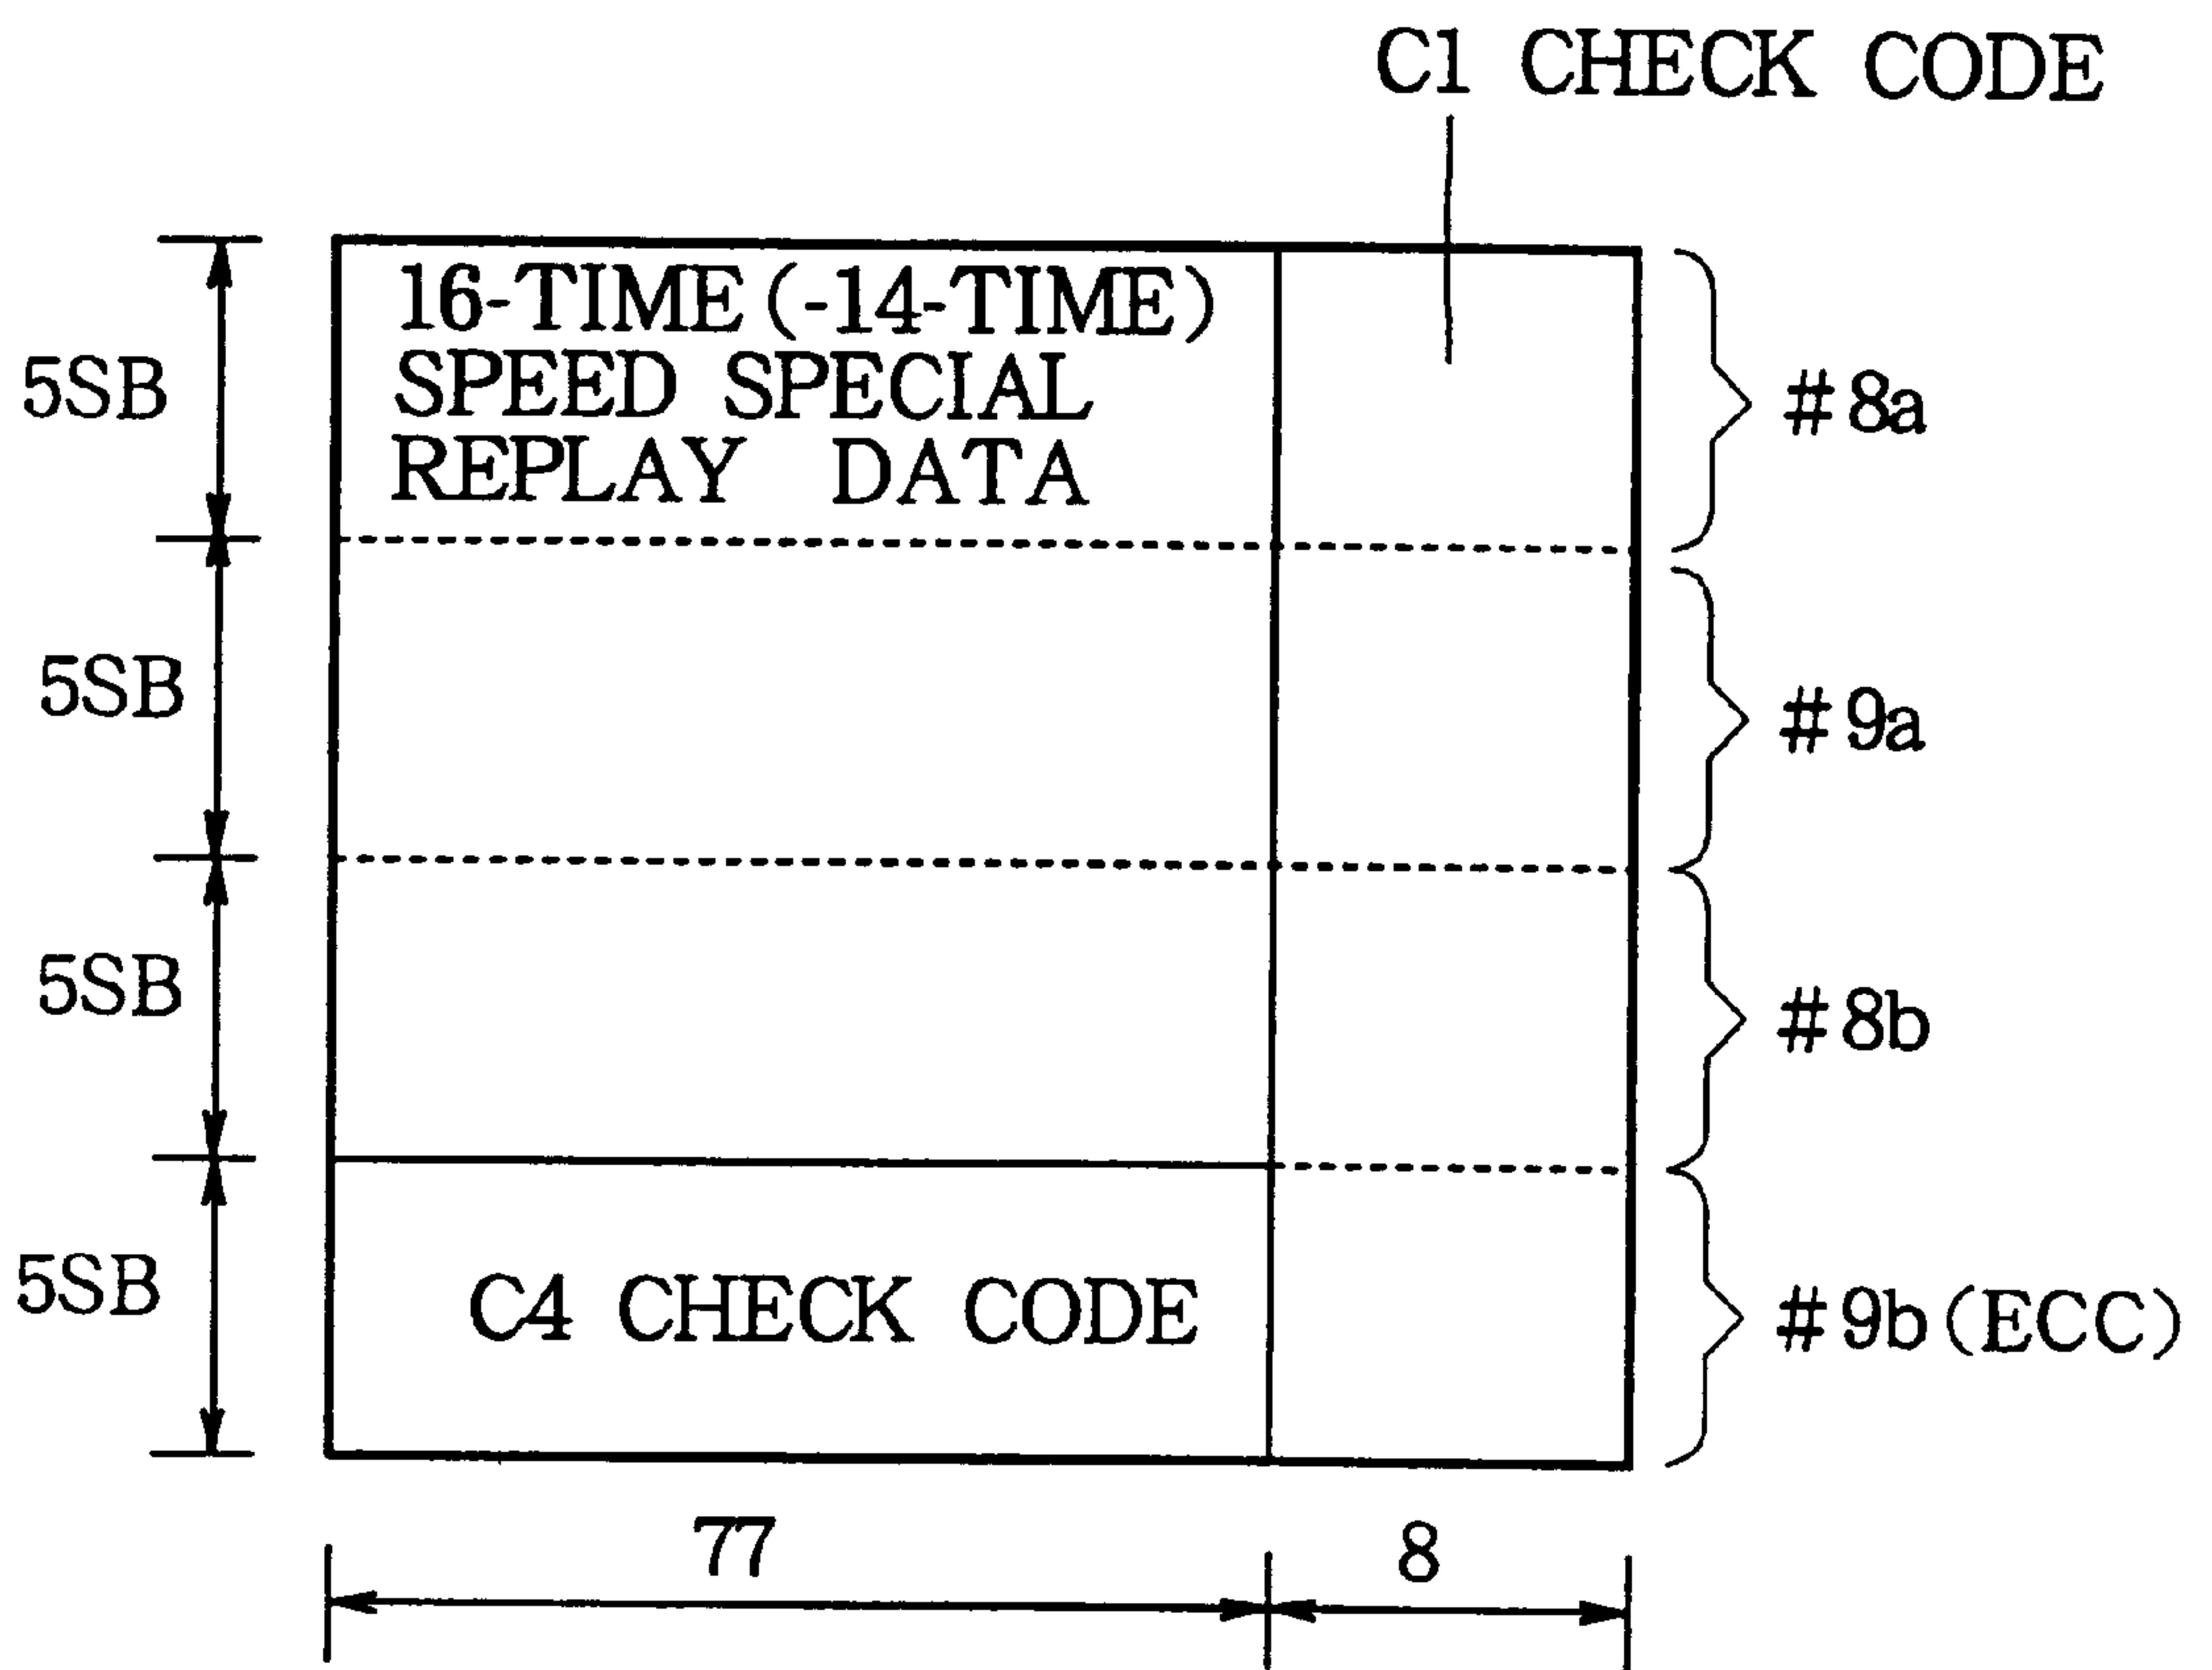 C1 CHECK CODE
16-TIME (-14-TIME)
SPEED SPECIAL
REPLAY DATA
5SB
#8a
5SB
#9a
5SB
#8b
5SB
C4 CHECK CODE
#9b (ECC)
77
8